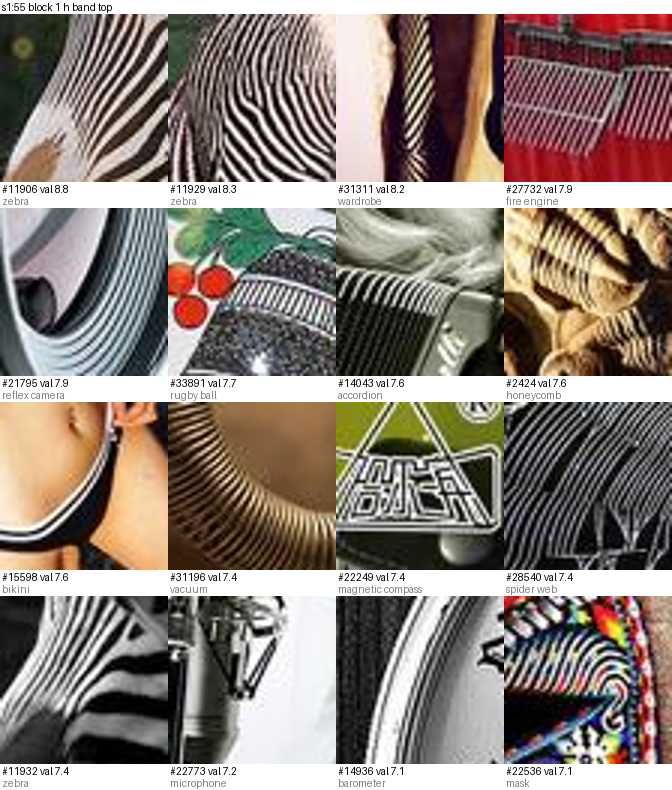 s1:55 block 1 h band top
#11906 val 8.8
zebra
#11929 val 8.3
zebra
#31311 val 8.2
wardrobe
#27732 val 7.9
fire engine
#21795 val 7.9
reflex camera
#33891 val 7.7
rugby ball
#14043 val 7.6
accordion
#2424 val 7.6
honeycomb
#15598 val 7.6
bikini
#31196 val 7.4
vacuum
#22249 val 7.4
magnetic compass
#28540 val 7.4
spider web
#11932 val 7.4
zebra
#22773 val 7.2
microphone
#14936 val 7.1
barometer
#22536 val 7.1
mask